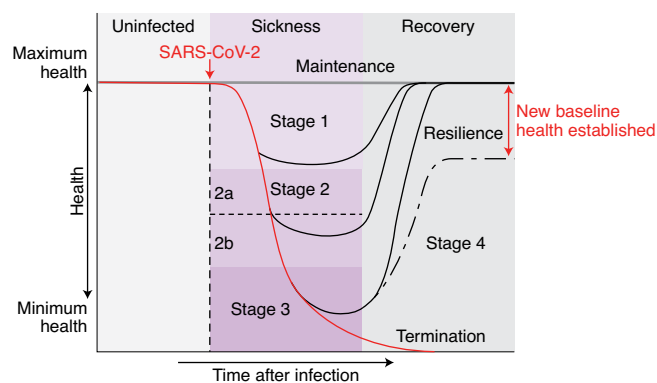 Uninfected
Sickness
Recovery
SARS-CoV-2
Maximum
health
Maintenance
Stage 1
Resilience
New baseline
health established
Health
2a
Stage 2
2b
Stage 4
Minimum
health
Stage 3
Termination
Time after infection